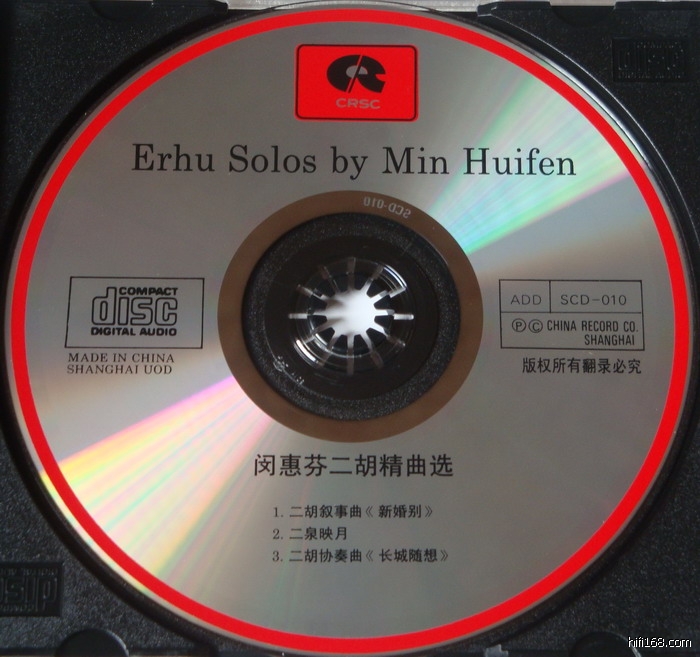 CRSC
Erhu Solos by Min Huifen
SCD-010
COMPACT
disc
DIGITAL AUDIO
MADE IN CHINA
SHANGHAI UOD
ADD SCD-010
ⓅⒸ CHINA RECORD CO.
SHANGHAI
版权所有翻录必究
闵惠芬二胡精曲选
1. 二胡叙事曲《新婚别》
2. 二泉映月
3. 二胡协奏曲《长城随想》
hifi168.com